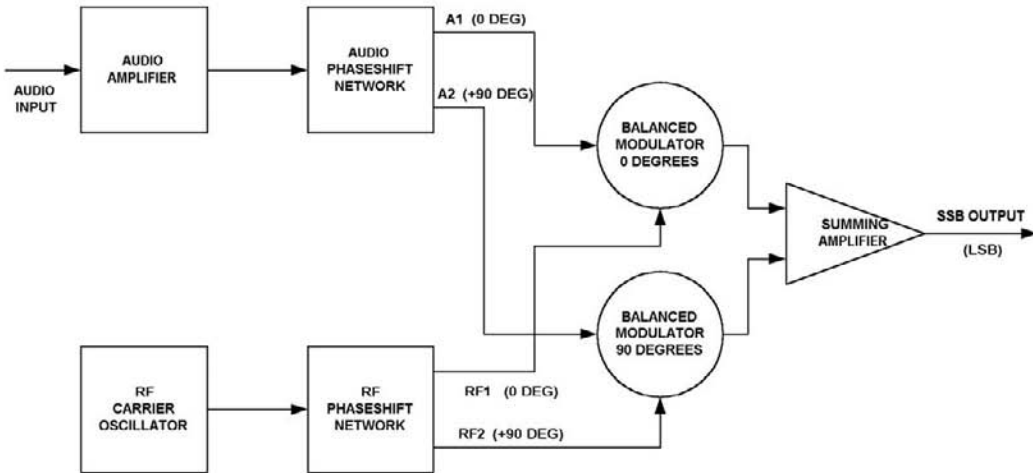 A1 (0 DEG)
AUDIO
AMPLIFIER
AUDIO
PHASESHIFT
NETWORK
AUDIO
INPUT
A2 (+90 DEG)
BALANCED
MODULATOR
0 DEGREES
SUMMING
AMPLIFIER
SSB OUTPUT
(LSB)
BALANCED
MODULATOR
90 DEGREES
RF
CARRIER
OSCILLATOR
RF
PHASESHIFT
NETWORK
RF1 (0 DEG)
RF2 (+90 DEG)